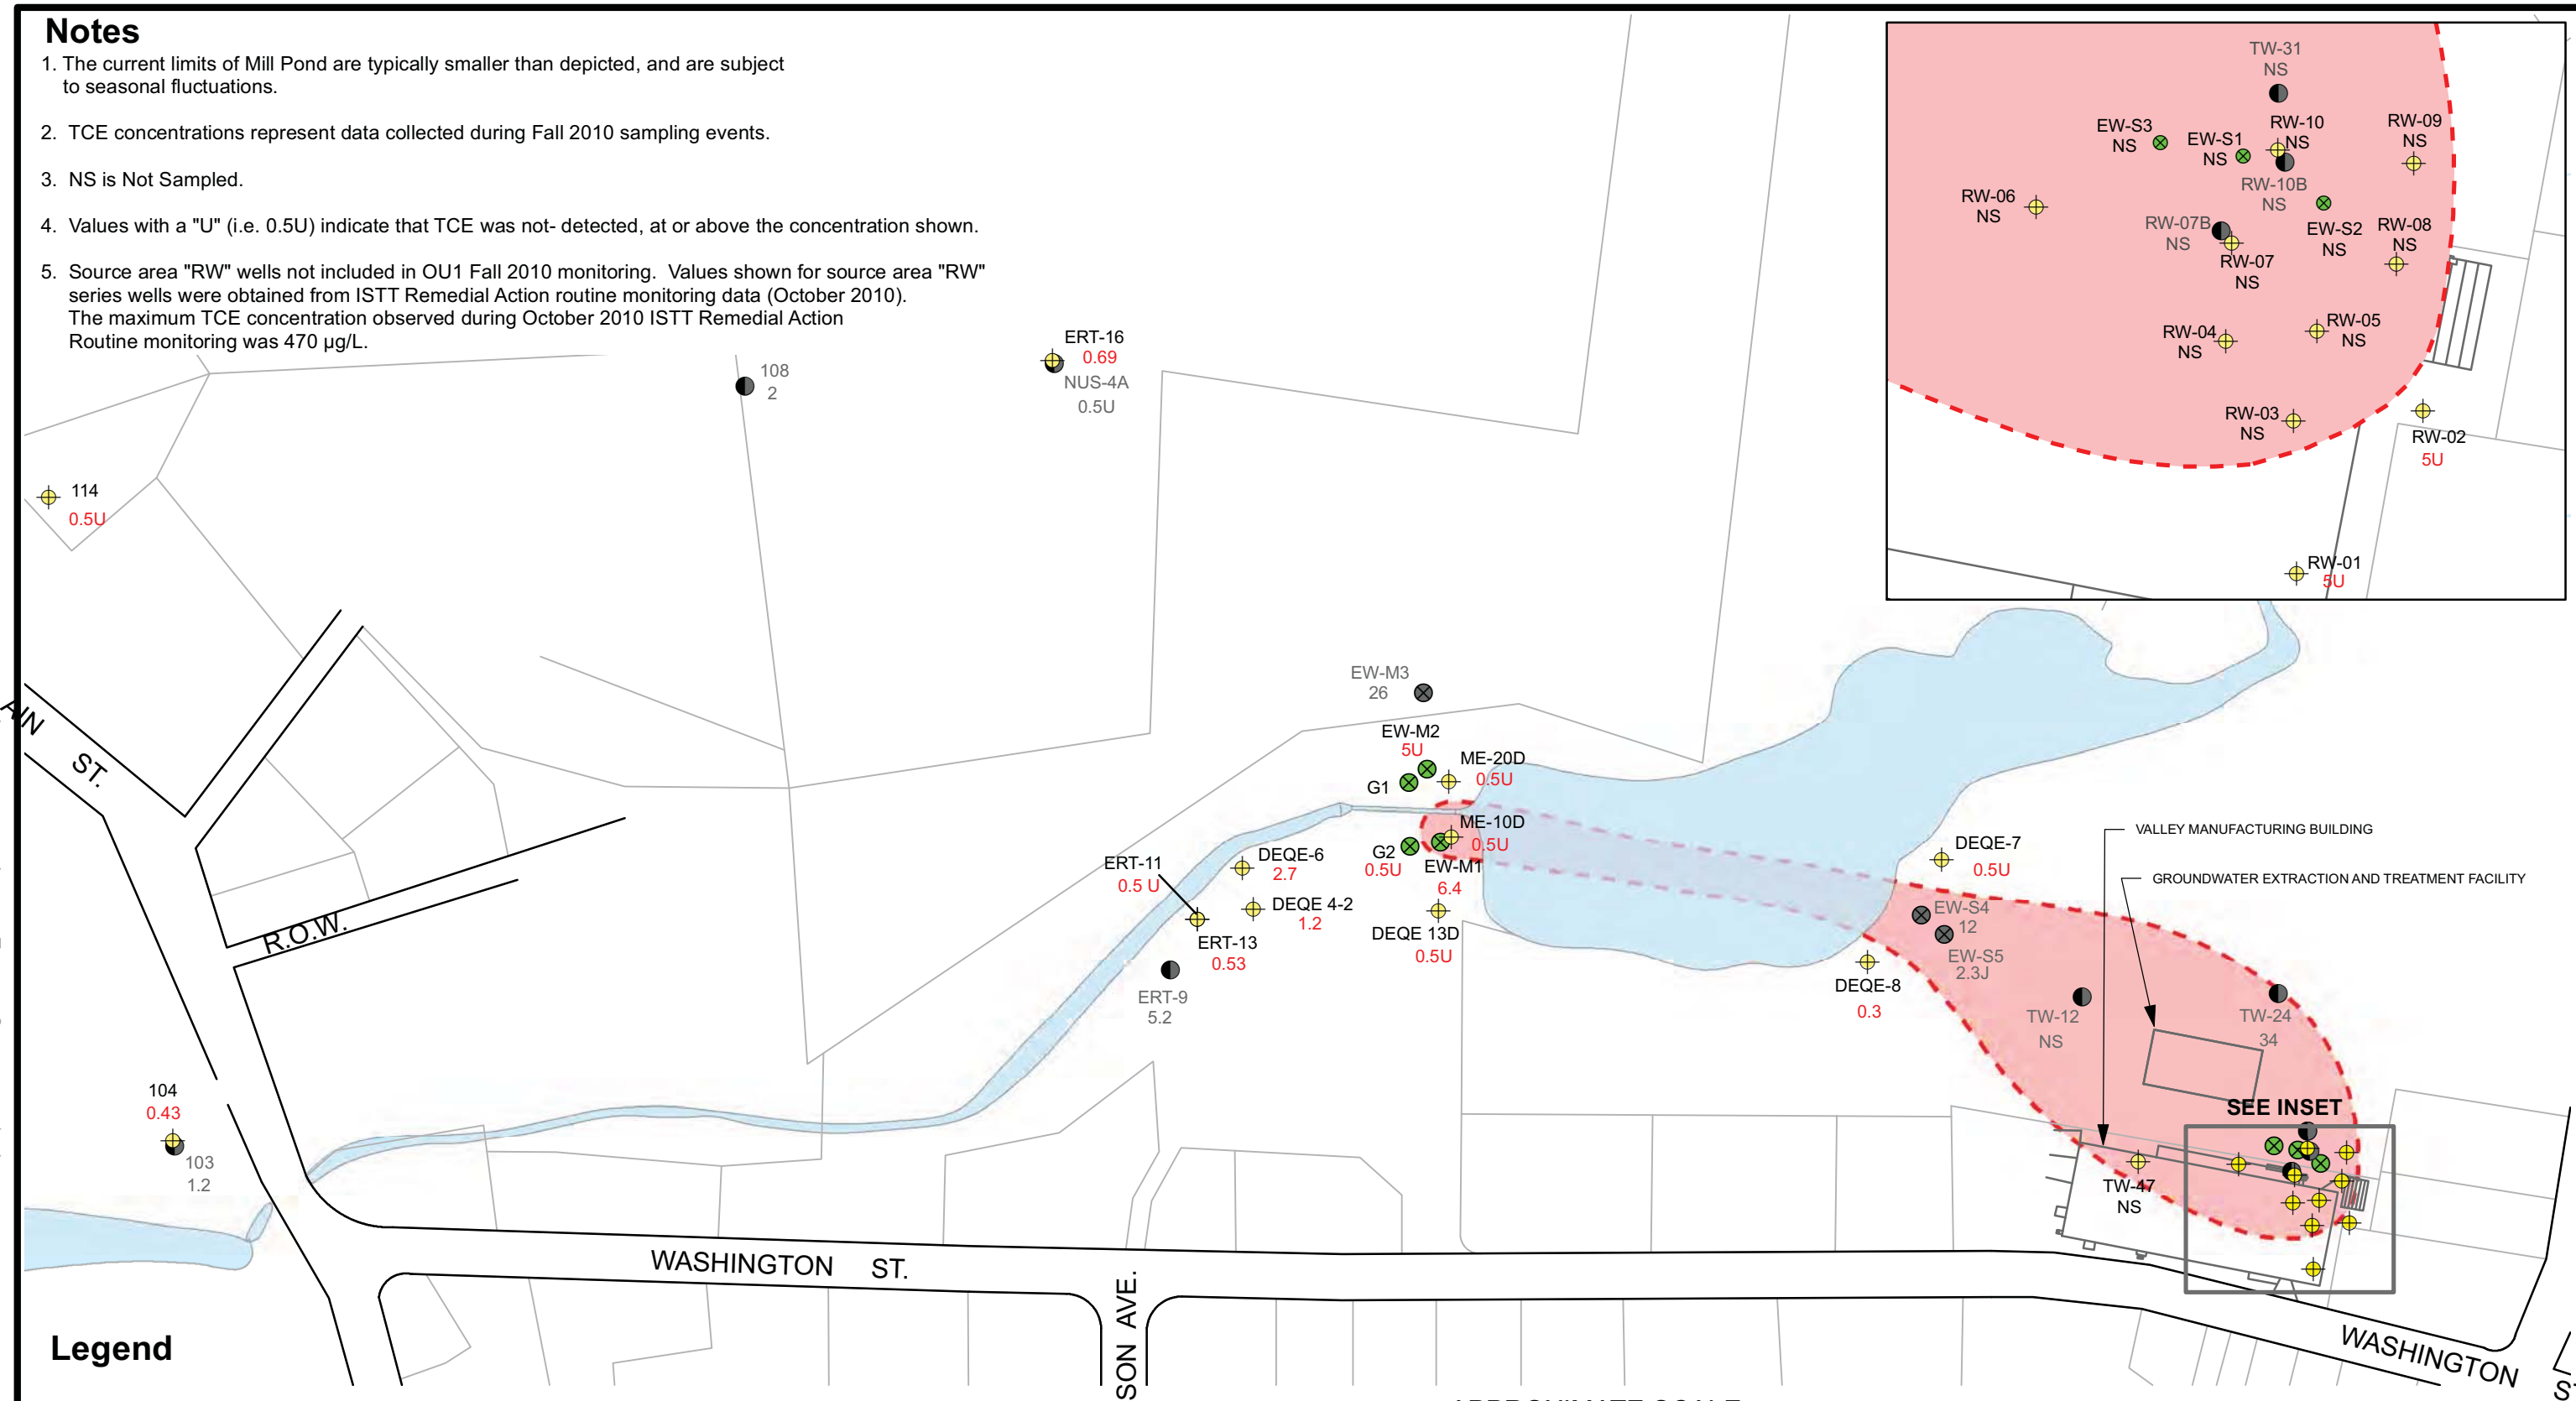 Notes
1. The current limits of Mill Pond are typically smaller than depicted, and are subject
to seasonal fluctuations.
2. TCE concentrations represent data collected during Fall 2010 sampling events.
3. NS is Not Sampled.
4. Values with a "U" (i.e. 0.5U) indicate that TCE was not- detected, at or above the concentration shown.
5. Source area "RW" wells not included in OU1 Fall 2010 monitoring. Values shown for source area "RW"
series wells were obtained from ISTT Remedial Action routine monitoring data (October 2010).
The maximum TCE concentration observed during October 2010 ISTT Remedial Action
Routine monitoring was 470 µg/L.
TW-31
NS
EW-S3
NS
EW-S1
NS
RW-10
NS
RW-09
NS
RW-10B
NS
RW-06
NS
RW-07B
NS
EW-S2
NS
RW-08
NS
RW-07
NS
RW-04
NS
RW-05
NS
RW-03
NS
RW-02
5U
RW-01
5U
ERT-16
0.69
NUS-4A
0.5U
108
2
114
0.5U
EW-M3
26
EW-M2
5U
G1
ME-20D
0.5U
ME-10D
0.5U
G2
0.5U
EW-M1
6.4
DEQE 13D
0.5U
DEQE-6
2.7
ERT-11
0.5 U
DEQE 4-2
1.2
ERT-13
0.53
ERT-9
5.2
DEQE-7
0.5U
EW-S4
12
EW-S5
2.3J
DEQE-8
0.3
VALLEY MANUFACTURING BUILDING
GROUNDWATER EXTRACTION AND TREATMENT FACILITY
TW-12
NS
TW-24
34
SEE INSET
TW-47
NS
AIN ST.
R.O.W.
104
0.43
103
1.2
WASHINGTON ST.
SON AVE.
WASHINGTON
Legend